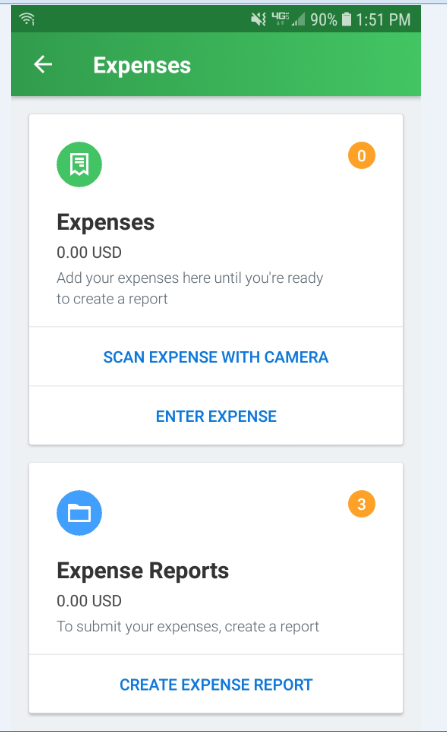 4G 90% 1:51 PM
Expenses
0
Expenses
0.00 USD
Add your expenses here until you're ready
to create a report
SCAN EXPENSE WITH CAMERA
ENTER EXPENSE
3
Expense Reports
0.00 USD
To submit your expenses, create a report
CREATE EXPENSE REPORT